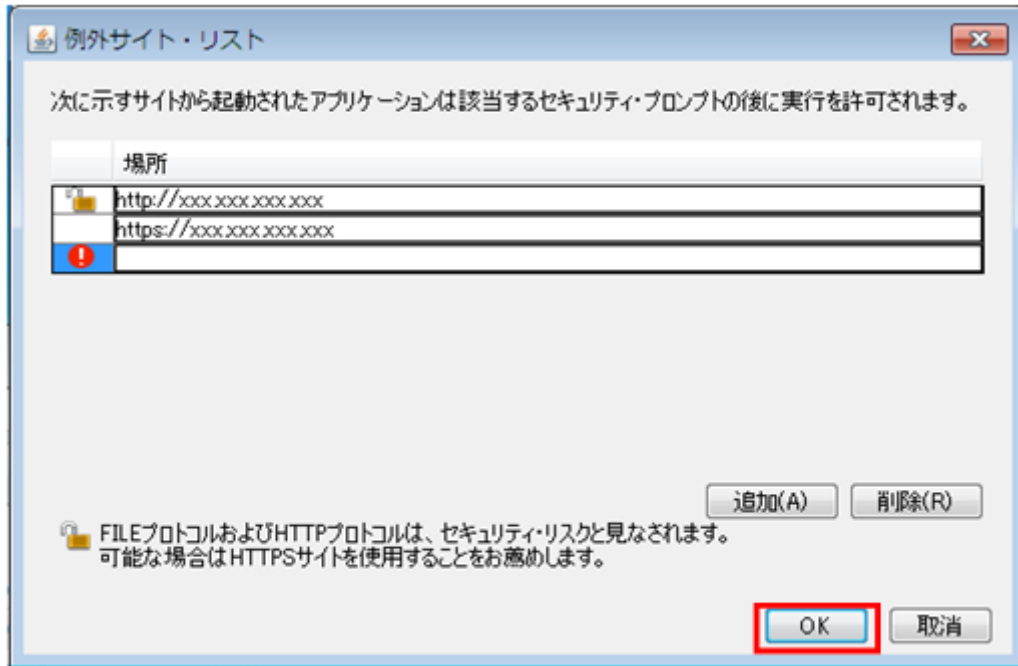 例外サイト・リスト
次に示すサイトから起動されたアプリケーションは該当するセキュリティ・プロンプトの後に実行を許可されます。
場所
http://xxx.xxx.xxx.xxx
https://xxx.xxx.xxx.xxx
追加(A) 削除(R)
FILEプロトコルおよびHTTPプロトコルは、セキュリティ・リスクと見なされます。
可能な場合はHTTPSサイトを使用することをお薦めします。
OK 取消